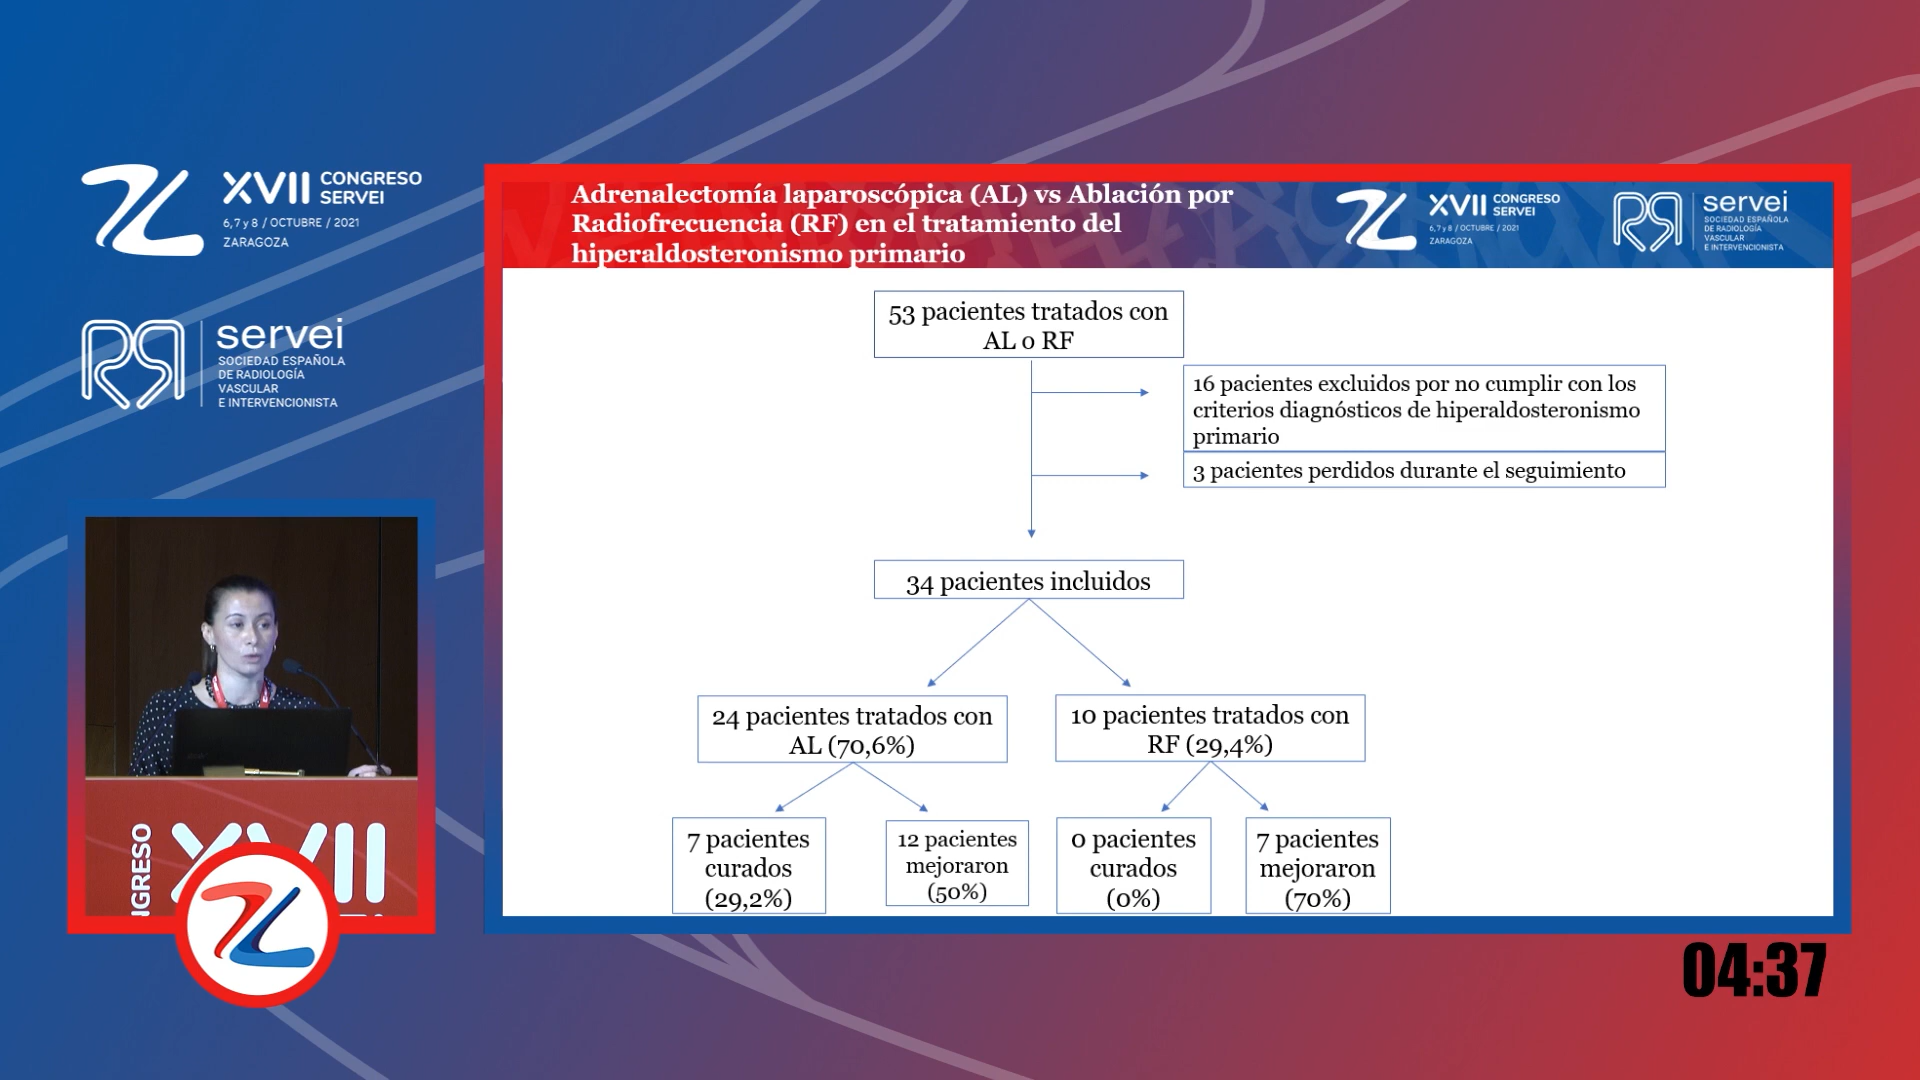 XVII CONGRESO
SERVEI
6,7 y 8 / OCTUBRE / 2021
ZARAGOZA
servei
SOCIEDAD ESPAÑOLA
DE RADIOLOGÍA
VASCULAR
E INTERVENCIONISTA
Adrenalectomía laparoscópica (AL) vs Ablación por
Radiofrecuencia (RF) en el tratamiento del
hiperaldosteronismo primario
XVII CONGRESO
SERVEI
6,7 y 8 / OCTUBRE / 2021
ZARAGOZA
servei
SOCIEDAD ESPAÑOLA
DE RADIOLOGÍA
VASCULAR
E INTERVENCIONISTA
53 pacientes tratados con
AL o RF
16 pacientes excluidos por no cumplir con los
criterios diagnósticos de hiperaldosteronismo
primario
3 pacientes perdidos durante el seguimiento
34 pacientes incluidos
24 pacientes tratados con
AL (70,6%)
10 pacientes tratados con
RF (29,4%)
7 pacientes
curados
(29,2%)
12 pacientes
mejoraron
(50%)
0 pacientes
curados
(0%)
7 pacientes
mejoraron
(70%)
NGRESO
XVII
04:37